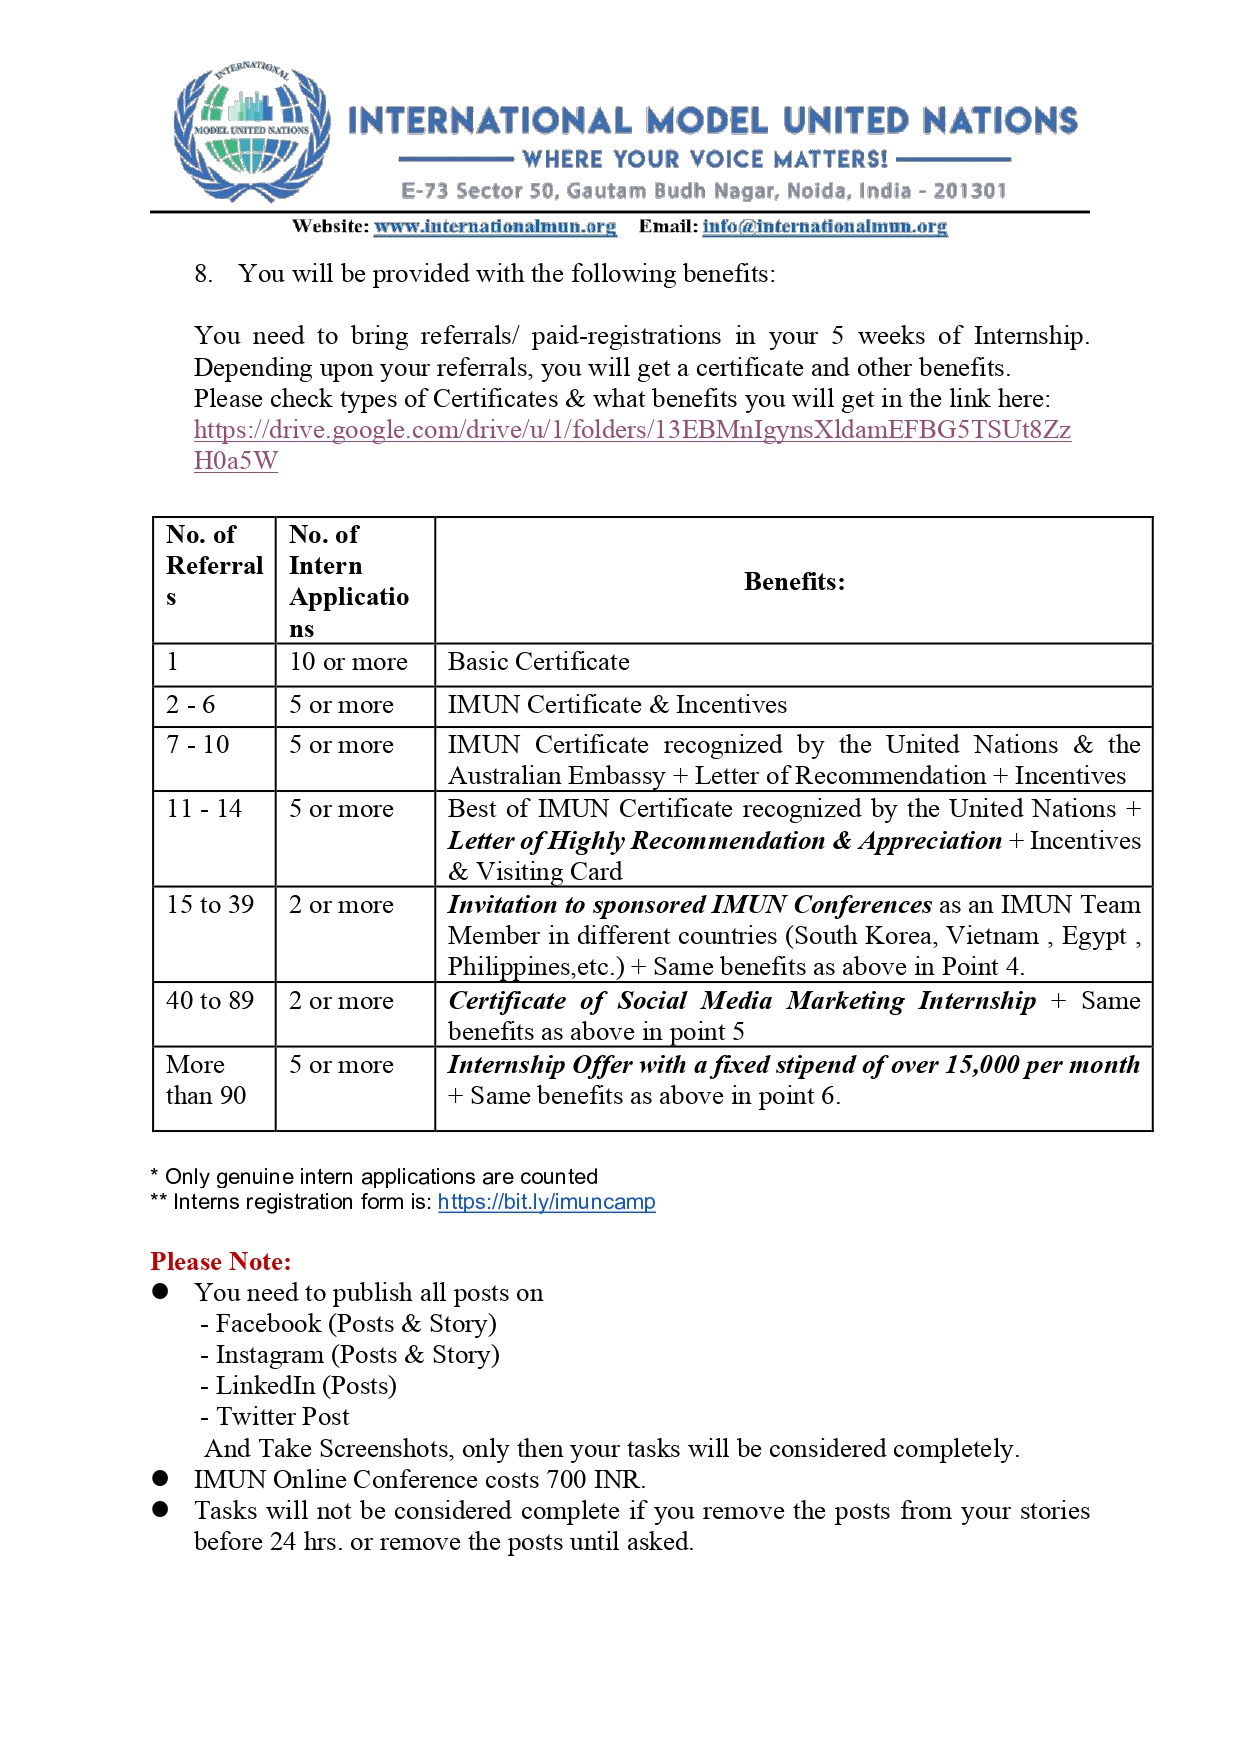 INTERNATIONAL
MODEL UNITED NATIONS
INTERNATIONAL MODEL UNITED NATIONS
WHERE YOUR VOICE MATTERS!
E-73 Sector 50, Gautam Budh Nagar, Noida, India - 201301
Website: www.internationalmun.org Email: info@internationalmun.org
8. You will be provided with the following benefits:
You need to bring referrals/ paid-registrations in your 5 weeks of Internship.
Depending upon your referrals, you will get a certificate and other benefits.
Please check types of Certificates & what benefits you will get in the link here:
https://drive.google.com/drive/u/1/folders/13EBMnIgynsXldamEFBG5TSUt8Zz
H0a5W
No. of
Referral
s
No. of
Intern
Applicatio
ns
Benefits:
1
10 or more
Basic Certificate
2 - 6
5 or more
IMUN Certificate & Incentives
7 - 10
5 or more
IMUN Certificate recognized by the United Nations & the
Australian Embassy + Letter of Recommendation + Incentives
11 - 14
5 or more
Best of IMUN Certificate recognized by the United Nations +
Letter of Highly Recommendation & Appreciation + Incentives
& Visiting Card
15 to 39
2 or more
Invitation to sponsored IMUN Conferences as an IMUN Team
Member in different countries (South Korea, Vietnam , Egypt ,
Philippines,etc.) + Same benefits as above in Point 4.
40 to 89
2 or more
Certificate of Social Media Marketing Internship + Same
benefits as above in point 5
More
than 90
5 or more
Internship Offer with a fixed stipend of over 15,000 per month
+ Same benefits as above in point 6.
* Only genuine intern applications are counted
** Interns registration form is: https://bit.ly/imuncamp
Please Note:
● You need to publish all posts on
- Facebook (Posts & Story)
- Instagram (Posts & Story)
- LinkedIn (Posts)
- Twitter Post
And Take Screenshots, only then your tasks will be considered completely.
● IMUN Online Conference costs 700 INR.
● Tasks will not be considered complete if you remove the posts from your stories
before 24 hrs. or remove the posts until asked.